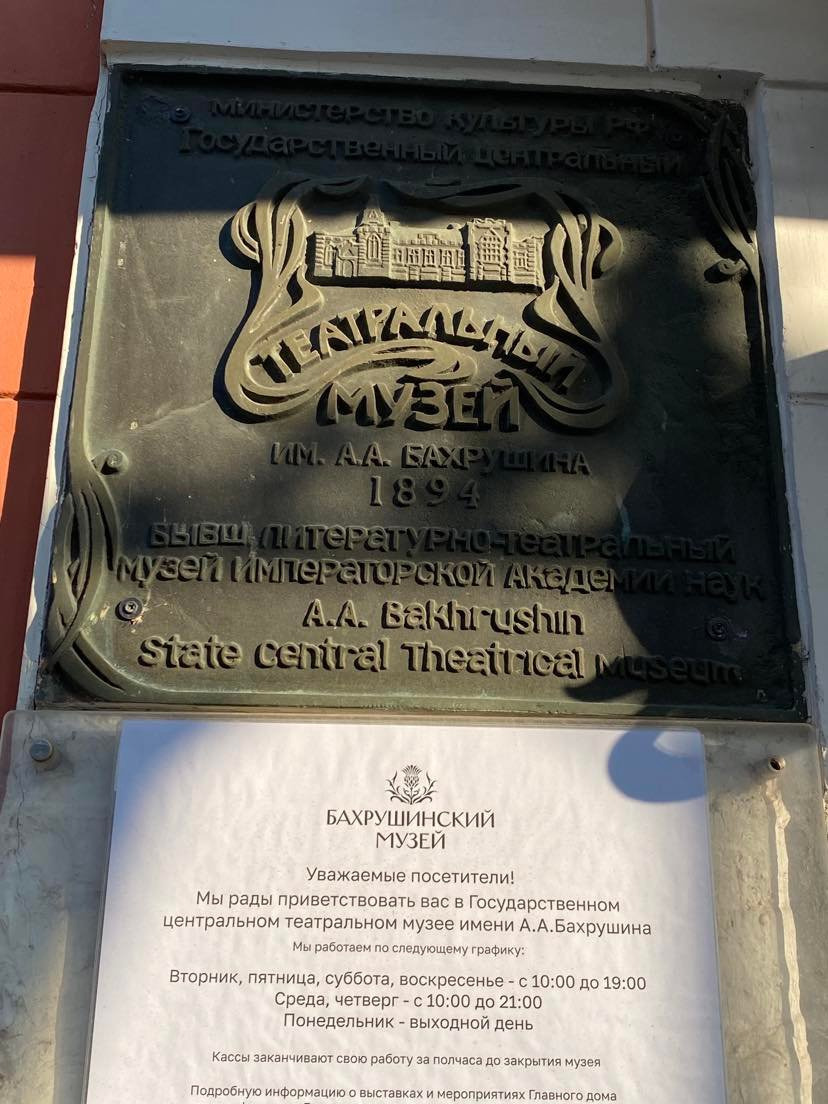 МИНИСТЕРСТВО КУЛЬТУРЫ РФ
Государственный центральный
ТЕАТРАЛЬНЫЙ
МУЗЕЙ
ИМ. А.А. БАХРУШИНА
1894
БЫВШ. ЛИТЕРАТУРНО-ТЕАТРАЛЬНЫЙ
МУЗЕЙ ИМПЕРАТОРСКОЙ АКАДЕМИИ НАУК
A.A. Bakhrushin
State Central Theatrical Museum
БАХРУШИНСКИЙ
МУЗЕЙ
Уважаемые посетители!
Мы рады приветствовать вас в Государственном
центральном театральном музее имени А.А.Бахрушина
Мы работаем по следующему графику:
Вторник, пятница, суббота, воскресенье - с 10:00 до 19:00
Среда, четверг - с 10:00 до 21:00
Понедельник - выходной день
Кассы заканчивают свою работу за полчаса до закрытия музея
Подробную информацию о выставках и мероприятиях Главного дома